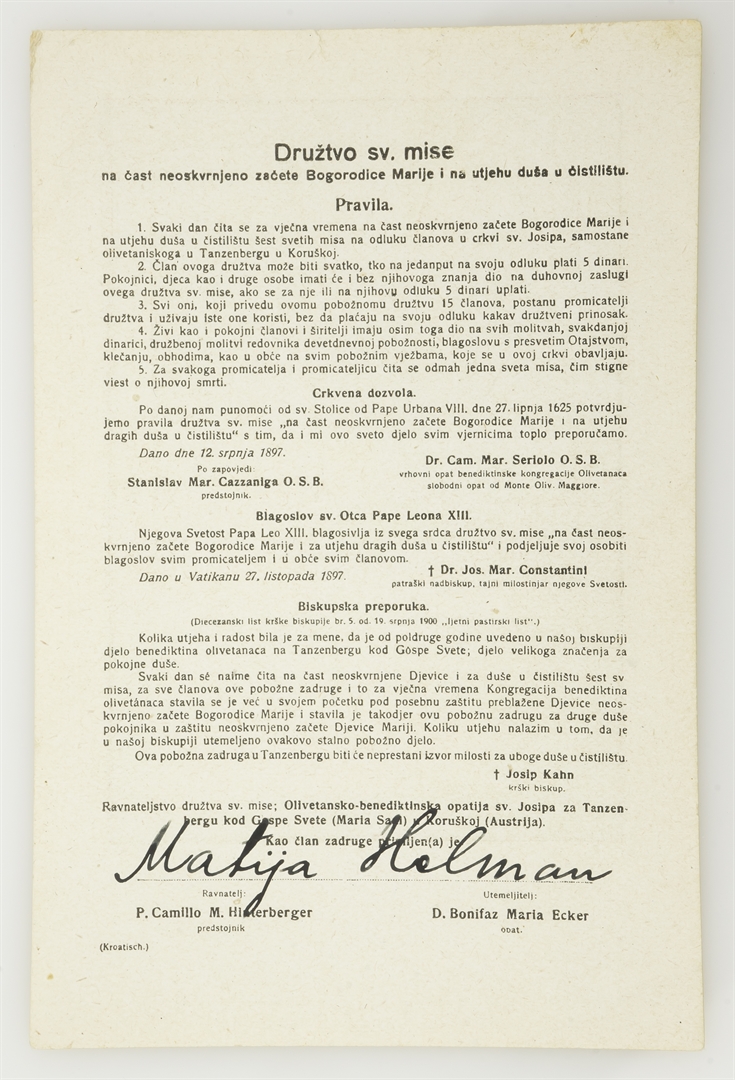 Družtvo sv. mise
na čast neoskvrnjeno začete Bogorodice Marije i na utjehu duša u čistilištu.
Pravila.
1. Svaki dan čita se za vječna vremena na čast neoskvrnjeno začete Bogorodice Marije i
na utjehu duša u čistilištu šest svetih misa na odluku članova u crkvi sv. Josipa, samostane
olivetaniskoga u Tanzenbergu u Koruškoj.
2. Član ovoga družtva može biti svatko, tko na jedanput na svoju odluku plati 5 dinari.
Pokojnici, djeca kao i druge osobe imati će i bez njihovoga znanja dio na duhovnoj zaslugi
ovega družtva sv. mise, ako se za nje ili na njihovu odluku 5 dinari uplati.
3. Svi oni, koji privedu ovomu pobožnomu družtvu 15 članova, postanu promicatelji
družtva i uživaju iste one koristi, bez da plaćaju na svoju odluku kakav družtveni prinosak.
4. Živi kao i pokojni članovi i širitelji imaju osim toga dio na svih molitvah, svakdanjoj
dinarici, družbenoj molitvi redovnika devetdnevnoj pobožnosti, blagoslovu s presvetim Otajstvom,
klečanju, obhodima, kao u obće na svim pobožnim vježbama, koje se u ovoj crkvi obavljaju.
5. Za svakoga promicatelja i promicateljicu čita se odmah jedna sveta misa, čim stigne
viest o njihovoj smrti.
Crkvena dozvola.
Po danoj nam punomoći od sv. Stolice od Pape Urbana VIII. dne 27. lipnja 1625 potvrdju-
jemo pravila družtva sv. mise „na čast neoskvrnjeno začete Bogorodice Marije i na utjehu
dragih duša u čistilištu“ s tim, da i mi ovo sveto djelo svim vjernicima toplo preporučamo.
Dano dne 12. srpnja 1897.
Po zapovjedi:
Stanislav Mar. Cazzaniga O. S. B.
predstojnik.
Dr. Cam. Mar. Seriolo O. S. B.
vrhovni opat benediktinske kongregacije Olivetanaca
slobodni opat od Monte Oliv. Maggiore.
Blagoslov sv. Otca Pape Leona XIII.
Njegova Svetost Papa Leo XIII. blagosivlja iz svega srdca družtvo sv. mise „na čast neos-
kvrnjeno začete Bogorodice Marije i za utjehu dragih duša u čistilištu“ i podjeljuje svoj osobiti
blagoslov svim promicateljem i u obće svim članovom.
Dano u Vatikanu 27. listopada 1897.
† Dr. Jos. Mar. Constantini
patraški nadbiskup, tajni milostinjar njegove Svetosti.
Biskupska preporuka.
(Diecezanski list krške biskupije br. 5. od 19. srpnja 1900 „ljetni pastirski list“.)
Kolika utjeha i radost bila je za mene, da je od poldruge godine uvedeno u našoj biskupiji
djelo benediktina olivetanaca na Tanzenbergu kod Gospe Svete; djelo velikoga značenja za
pokojne duše.
Svaki dan sé naime čita na čast neoskvrnjene Djevice i za duše u čistilištu šest sv
misa, za sve članova ove pobožne zadruge i to za vječna vremena Kongregacija benediktina
olivetánaca stavila se je već u svojem početku pod posebnu zaštitu preblažene Djevice neos-
kvrnjeno začete Bogorodice Marije i stavila je takodjer ovu pobožnu zadrugu za druge duše
pokojnika u zaštitu neoskvrnjeno začete Djevice Mariji. Koliku utjehu nalazim u tom, da je
u našoj biskupiji utemeljeno ovakovo stalno pobožno djelo.
Ova pobožna zadruga u Tanzenbergu biti će neprestani izvor milosti za uboge duše u čistilištu.
† Josip Kahn
krški biskup.
Ravnateljstvo družtva sv. mise; Olivetansko-benediktinska opatija sv. Josipa za Tanzen-
bergu kod Gospe Svete (Maria Saal) u Koruškoj (Austrija).
Kao član zadruge primljen(a) je
Matija Helman
Ravnatelj:
P. Camillo M. Hinterberger
predstojnik
Utemeljitelj:
D. Bonifaz Maria Ecker
opat.
(Kroatisch.)